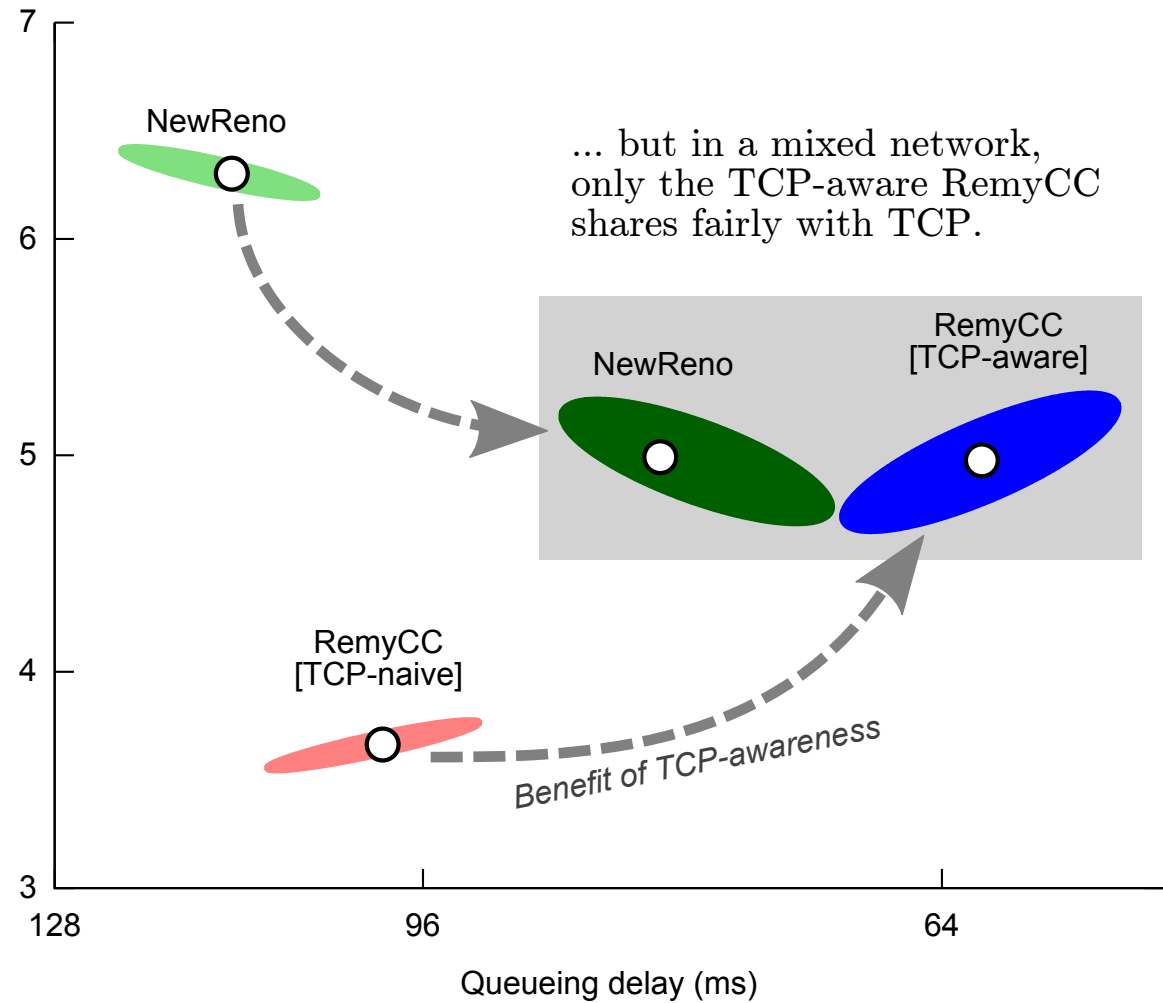 7
NewReno
... but in a mixed network,
only the TCP-aware RemyCC
shares fairly with TCP.
6
RemyCC
[TCP-aware]
NewReno
5
RemyCC
[TCP-naive]
4
Benefit of TCP-awareness
3
128
96
64
Queueing delay (ms)